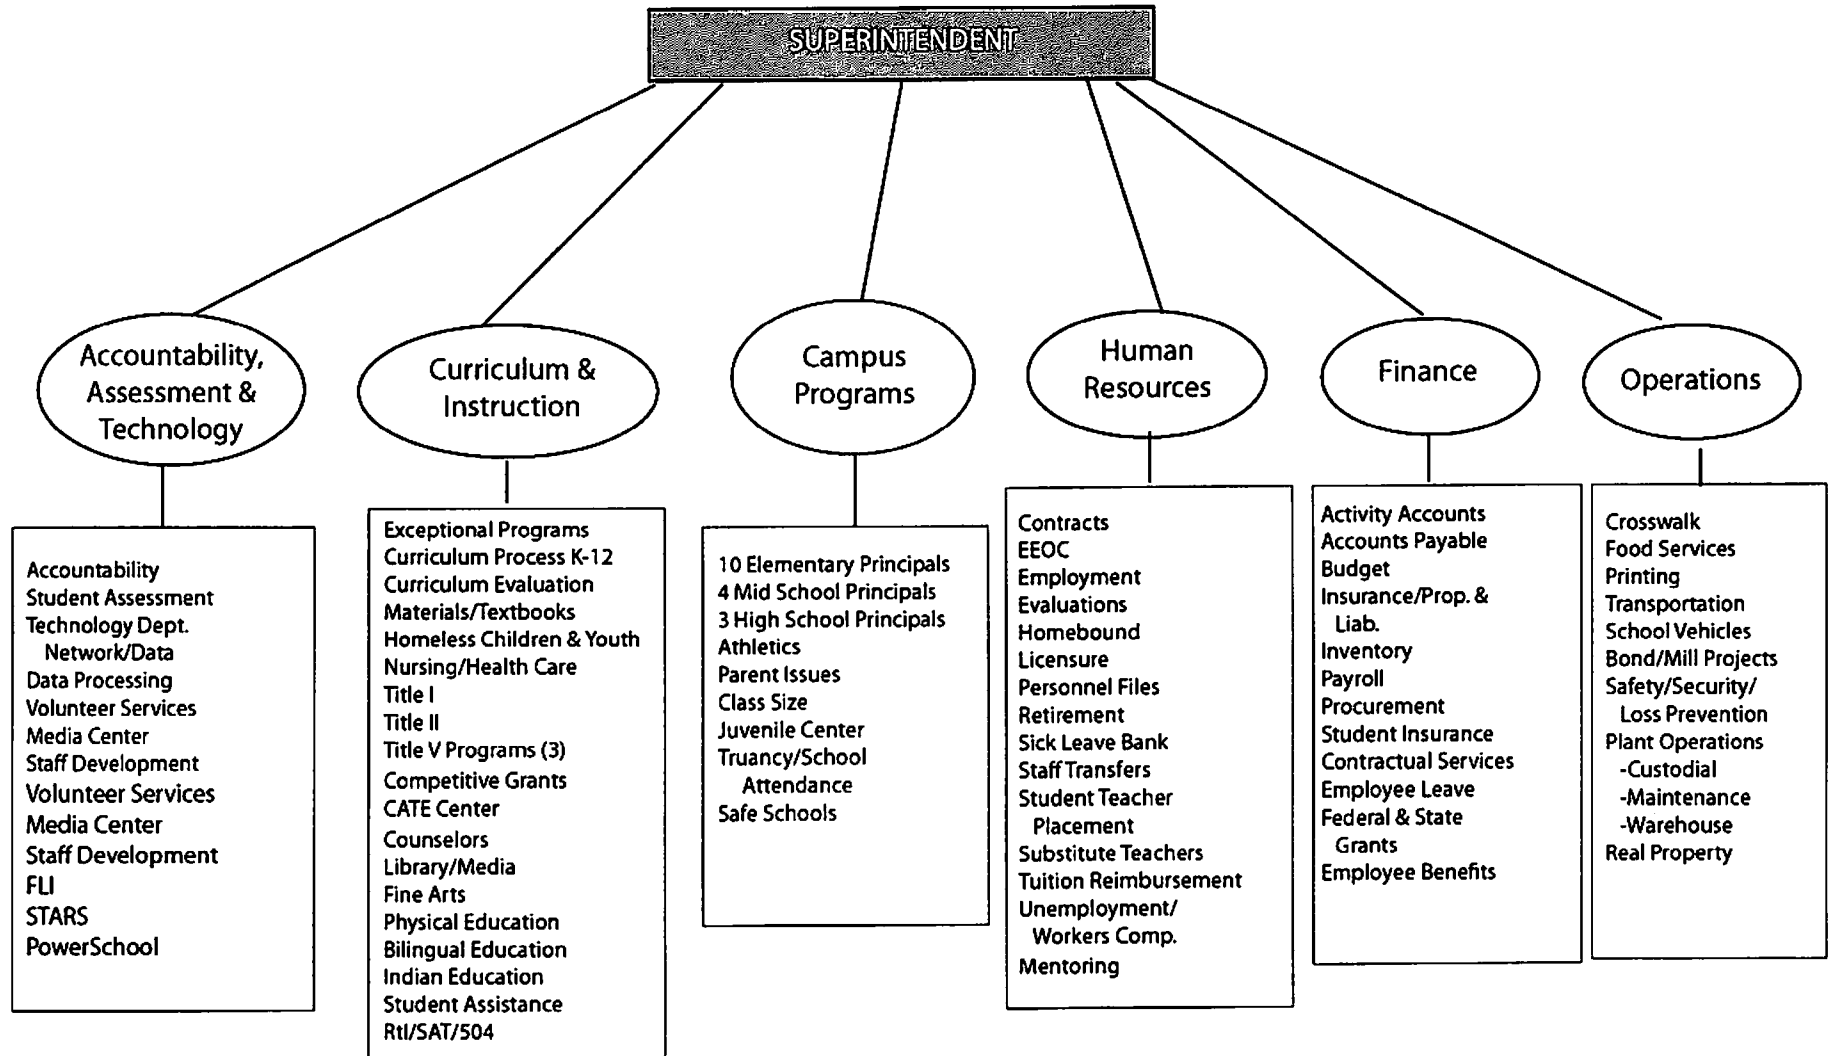 SUPERINTENDENT
Accountability,
Assessment &
Technology
Accountability
Student Assessment
Technology Dept.
Network/Data
Data Processing
Volunteer Services
Media Center
Staff Development
Volunteer Services
Media Center
Staff Development
FLI
STARS
PowerSchool
Curriculum &
Instruction
Exceptional Programs
Curriculum Process K-12
Curriculum Evaluation
Materials/Textbooks
Homeless Children & Youth
Nursing/Health Care
Title I
Title II
Title V Programs (3)
Competitive Grants
CATE Center
Counselors
Library/Media
Fine Arts
Physical Education
Bilingual Education
Indian Education
Student Assistance
RtI/SAT/504
Campus
Programs
10 Elementary Principals
4 Mid School Principals
3 High School Principals
Athletics
Parent Issues
Class Size
Juvenile Center
Truancy/School
Attendance
Safe Schools
Human
Resources
Contracts
EEOC
Employment
Evaluations
Homebound
Licensure
Personnel Files
Retirement
Sick Leave Bank
Staff Transfers
Student Teacher
Placement
Substitute Teachers
Tuition Reimbursement
Unemployment/
Workers Comp.
Mentoring
Finance
Activity Accounts
Accounts Payable
Budget
Insurance/Prop. &
Liab.
Inventory
Payroll
Procurement
Student Insurance
Contractual Services
Employee Leave
Federal & State
Grants
Employee Benefits
Operations
Crosswalk
Food Services
Printing
Transportation
School Vehicles
Bond/Mill Projects
Safety/Security/
Loss Prevention
Plant Operations
-Custodial
-Maintenance
-Warehouse
Real Property